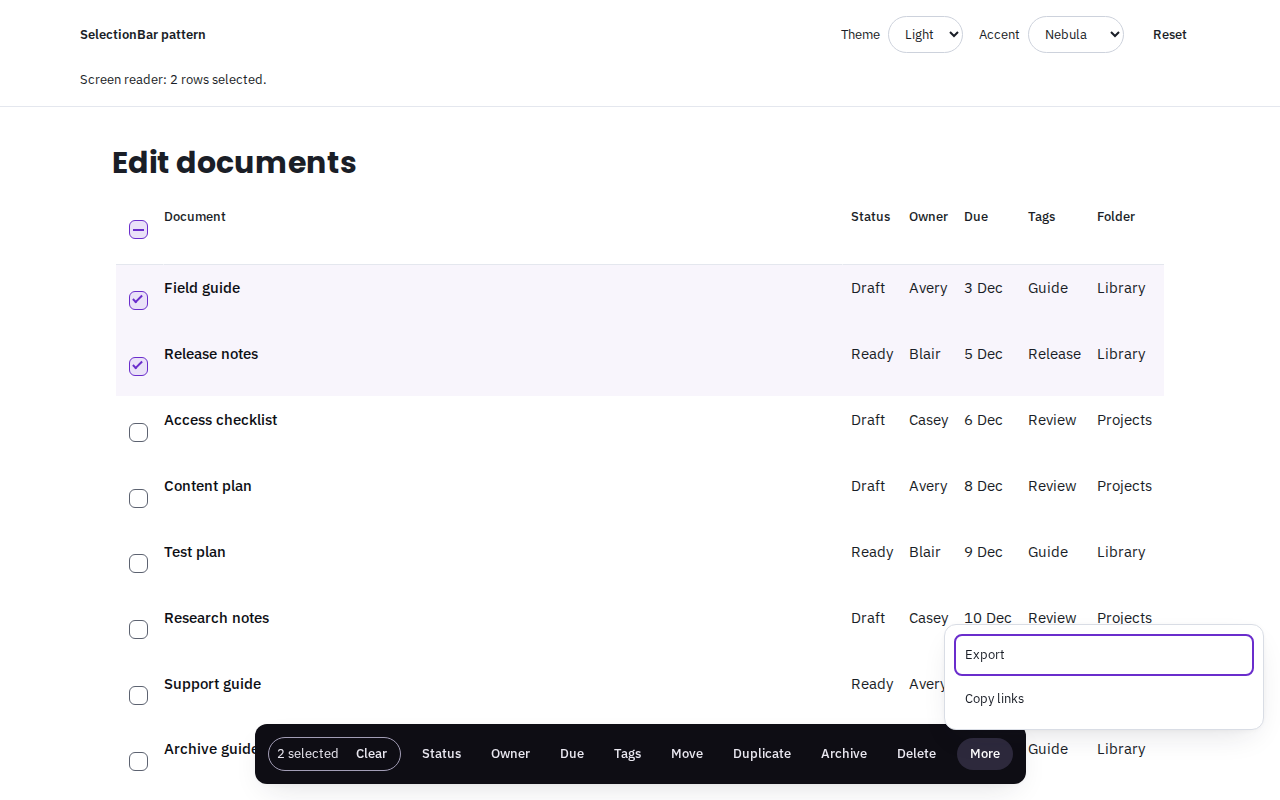 SelectionBar pattern Theme Light Accent Nebula Reset
Screen reader: 2 rows selected.
Edit documents
Document Status Owner Due Tags Folder
Field guide Draft Avery 3 Dec Guide Library
Release notes Ready Blair 5 Dec Release Library
Access checklist Draft Casey 6 Dec Review Projects
Content plan Draft Avery 8 Dec Review Projects
Test plan Ready Blair 9 Dec Guide Library
Research notes Draft Casey 10 Dec Review Projects
Export
Support guide Ready Avery
Copy links
Archive guide Guide Library
2 selected Clear Status Owner Due Tags Move Duplicate Archive Delete More